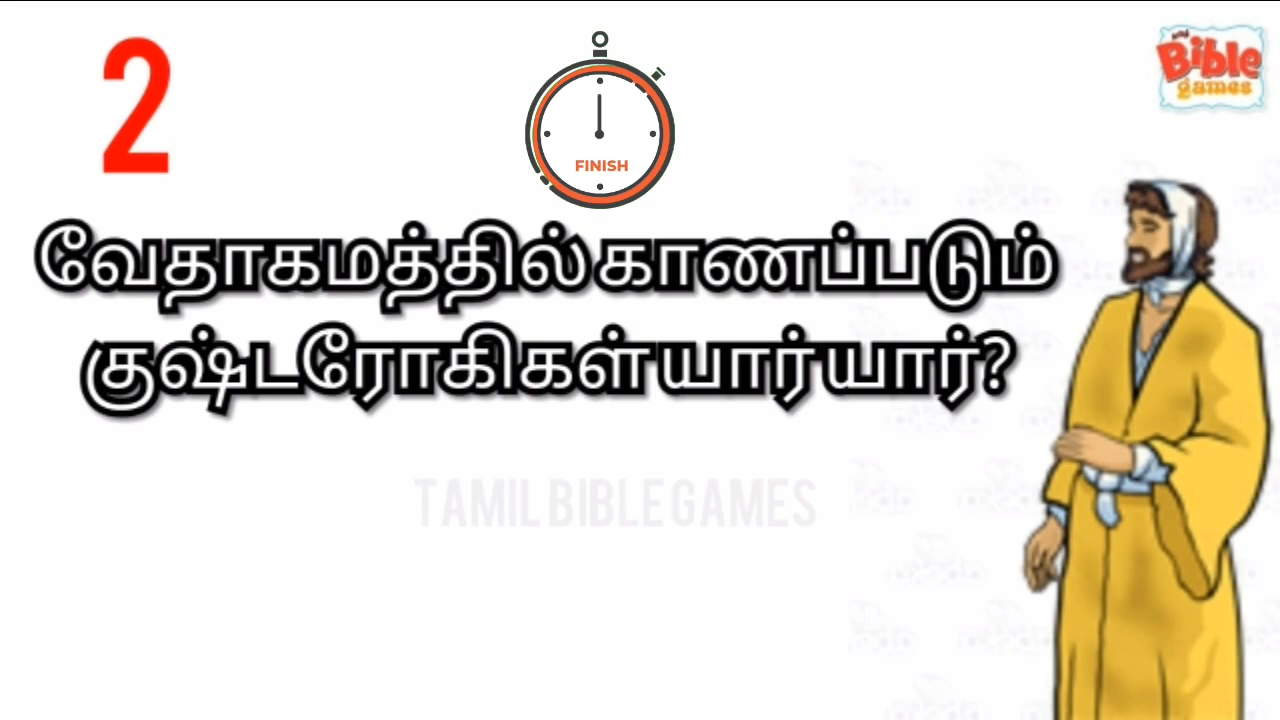 2
Bible
games
FINISH
வேதாகமத்தில் காணப்படும்
குஷ்டரோகிகள் யார் யார்?
TAMIL BIBLE GAMES